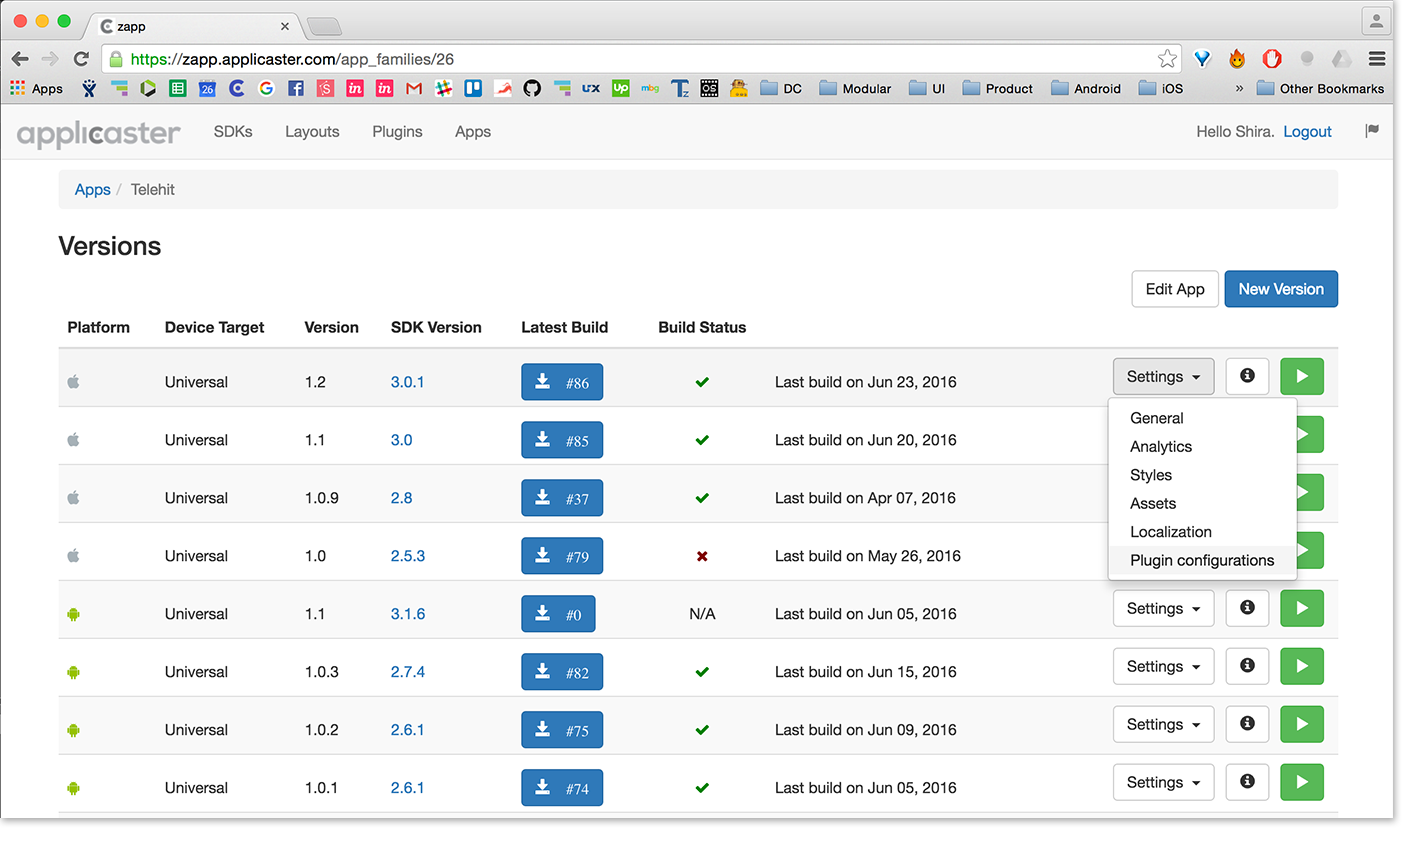 zapp
https://zapp.applicaster.com/app_families/26
Apps 26 UX Up mbg Tz OS DC Modular UI Product Android iOS » Other Bookmarks
applicaster SDKs Layouts Plugins Apps Hello Shira. Logout
Apps / Telehit
Versions
Edit App New Version
Platform Device Target Version SDK Version Latest Build Build Status
Universal 1.2 3.0.1 #86 Last build on Jun 23, 2016 Settings
General
Universal 1.1 3.0 #85 Last build on Jun 20, 2016
Analytics
Styles
Universal 1.0.9 2.8 #37 Last build on Apr 07, 2016
Assets
Localization
Universal 1.0 2.5.3 #79 Last build on May 26, 2016
Plugin configurations
Universal 1.1 3.1.6 #0 N/A Last build on Jun 05, 2016 Settings
Universal 1.0.3 2.7.4 #82 Last build on Jun 15, 2016 Settings
Universal 1.0.2 2.6.1 #75 Last build on Jun 09, 2016 Settings
Universal 1.0.1 2.6.1 #74 Last build on Jun 05, 2016 Settings